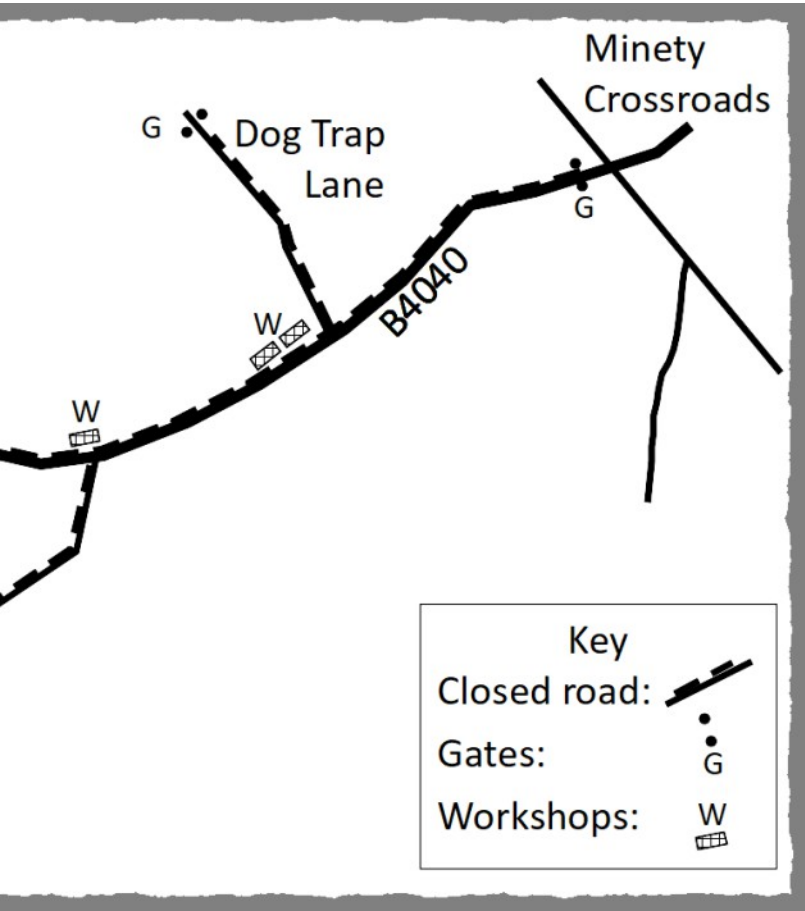 Minety
Crossroads
G
Dog Trap
Lane
G
B4040
W
W
Key
Closed road:
Gates:
G
Workshops:
W